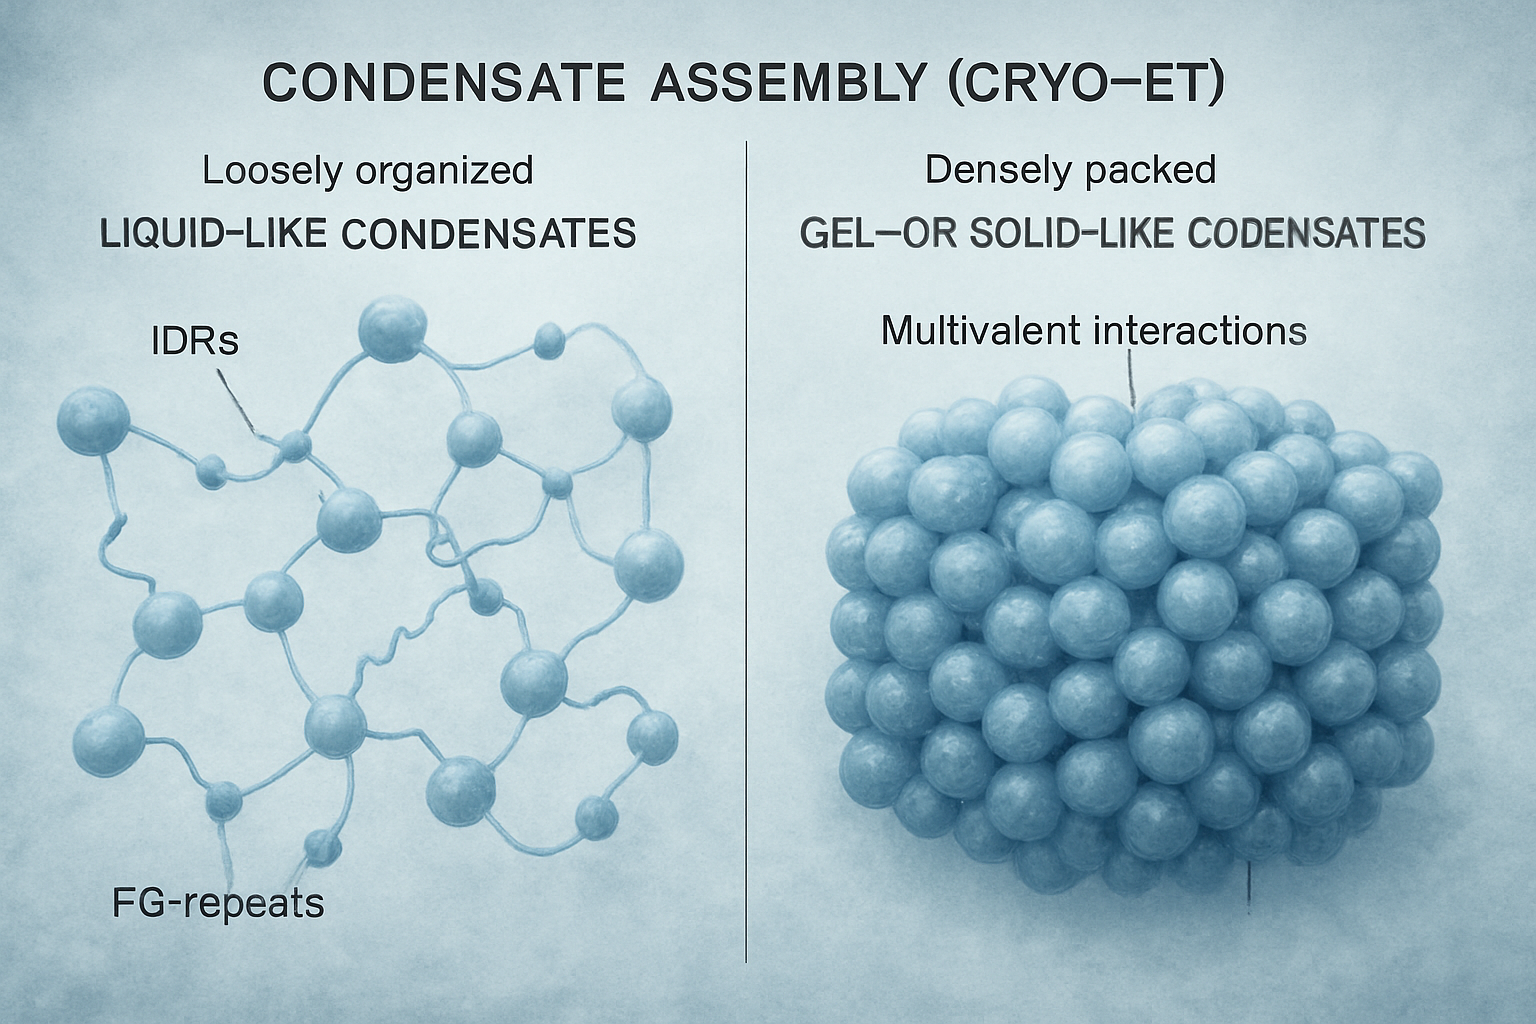 CONDENSATE ASSEMBLY (CRYO–ET)
Loosely organized
LIQUID–LIKE CONDENSATES
IDRs
FG-repeats
Densely packed
GEL–OR SOLID–LIKE CODENSATES
Multivalent interactions